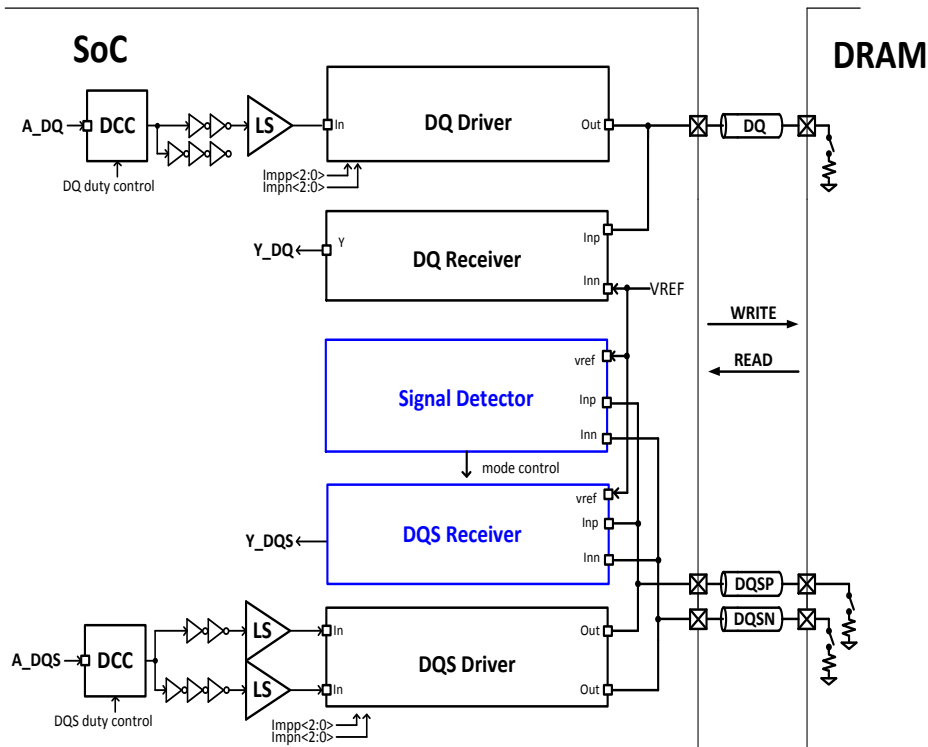 SoC
DRAM
A_DQ
DCC
LS
In
DQ Driver
Out
DQ
DQ duty control
Impp<2:0>
Impn<2:0>
Y_DQ
Y
DQ Receiver
Inp
Inn
VREF
WRITE
READ
vref
Signal Detector
Inp
Inn
mode control
vref
Y_DQS
DQS Receiver
Inp
Inn
DQSP
DQSN
LS
In
Out
A_DQS
DCC
DQS Driver
LS
In
Out
DQS duty control
Impp<2:0>
Impn<2:0>